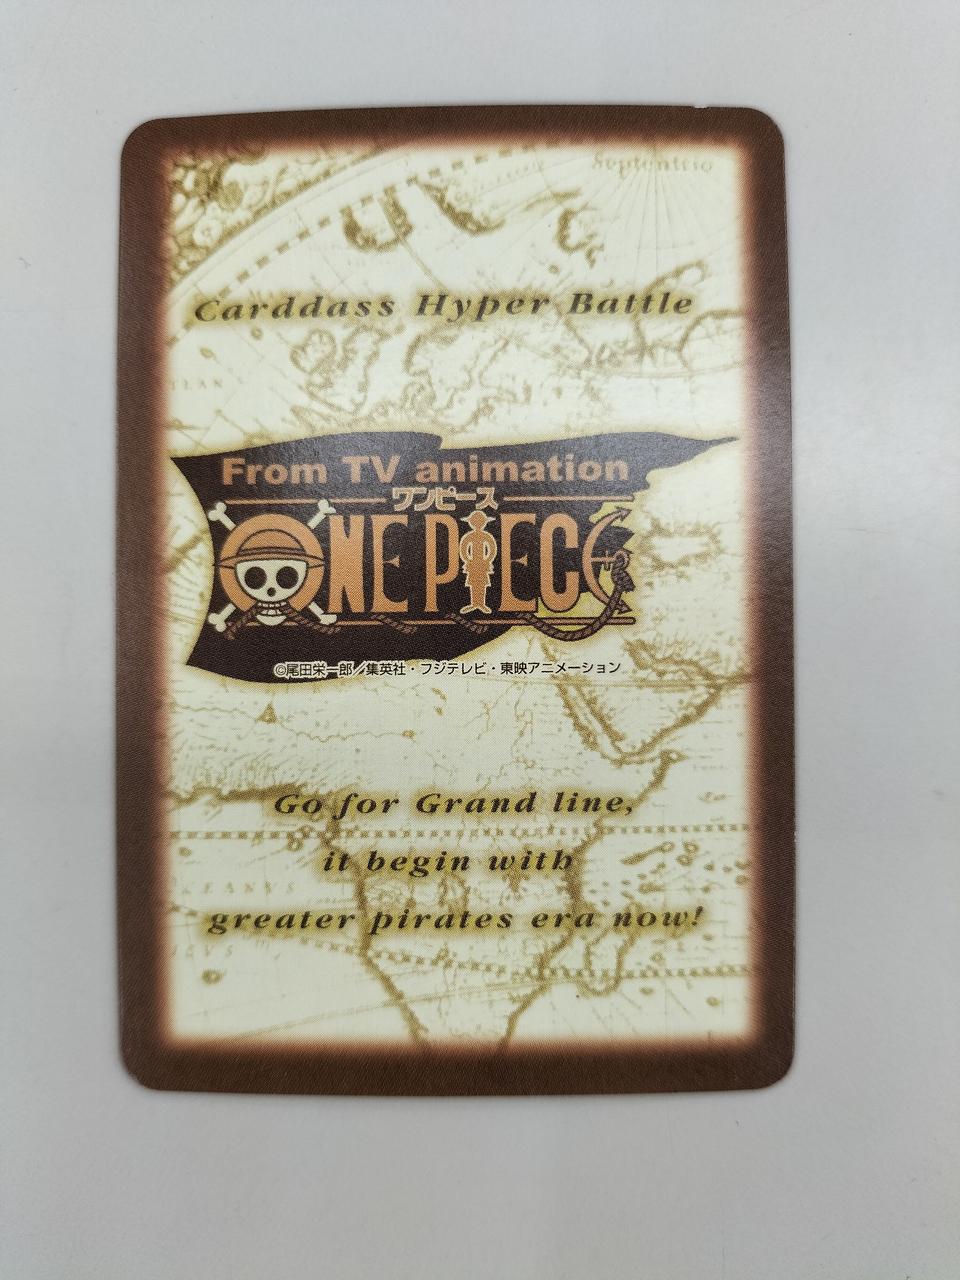 Septentrio
Carddass Hyper Battle
From TV animation
ワンピース
ONE PIECE
©尾田栄一郎／集英社・フジテレビ・東映アニメーション
Go for Grand line,
it begin with
greater pirates era now!